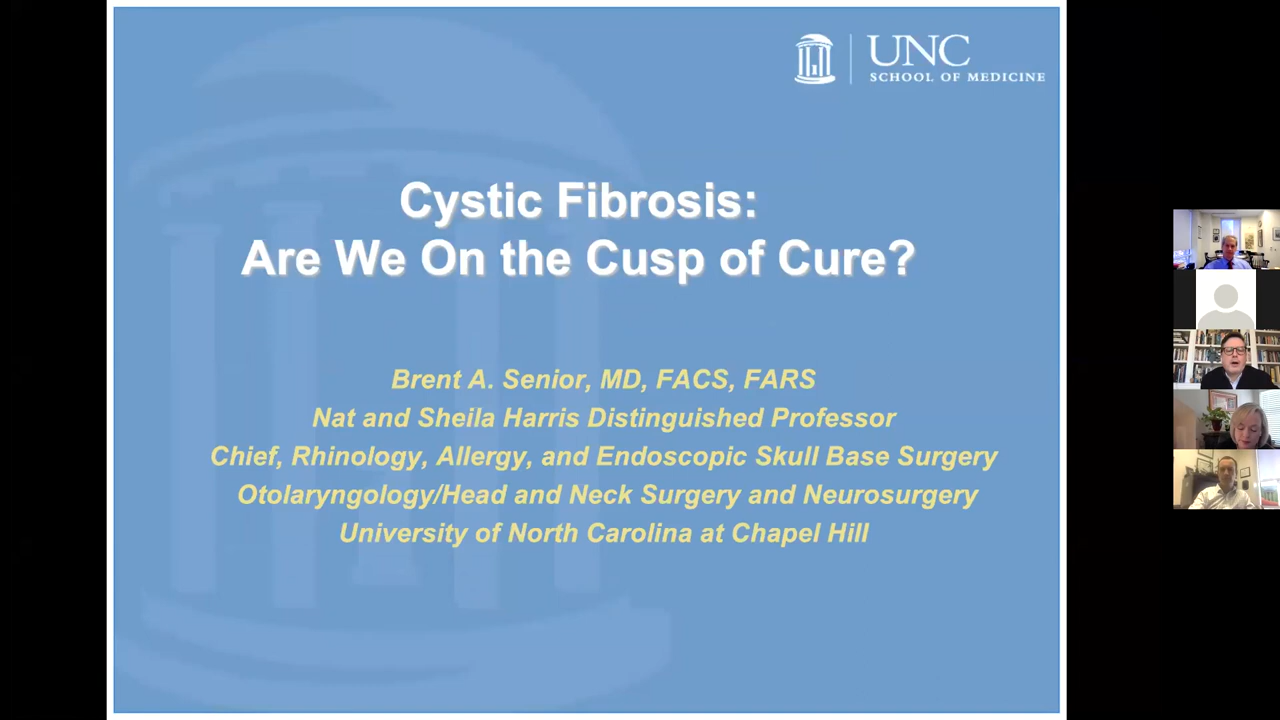 UNC
SCHOOL OF MEDICINE
Cystic Fibrosis:
Are We On the Cusp of Cure?
Brent A. Senior, MD, FACS, FARS
Nat and Sheila Harris Distinguished Professor
Chief, Rhinology, Allergy, and Endoscopic Skull Base Surgery
Otolaryngology/Head and Neck Surgery and Neurosurgery
University of North Carolina at Chapel Hill